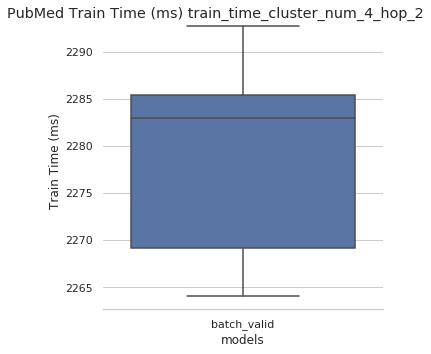 PubMed Train Time (ms) train_time_cluster_num_4_hop_2
2290
2285
2280
2275
2270
2265
Train Time (ms)
batch_valid
models